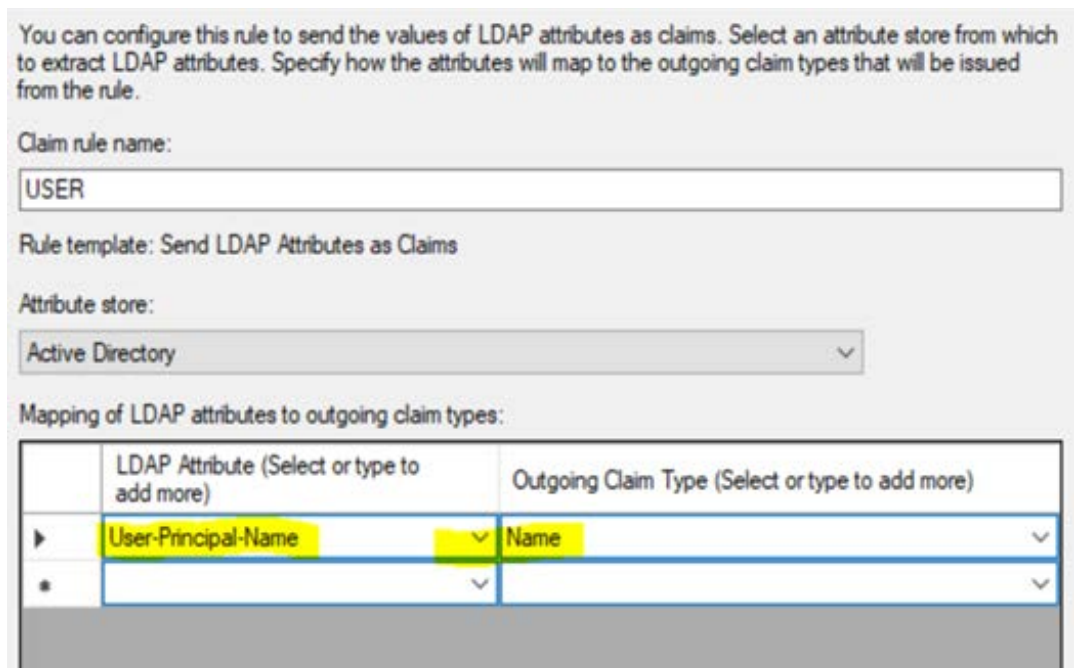 You can configure this rule to send the values of LDAP attributes as claims. Select an attribute store from which
to extract LDAP attributes. Specify how the attributes will map to the outgoing claim types that will be issued
from the rule.
Claim rule name:
USER
Rule template: Send LDAP Attributes as Claims
Attribute store:
Active Directory
Mapping of LDAP attributes to outgoing claim types:
LDAP Attribute (Select or type to
add more)
Outgoing Claim Type (Select or type to add more)
User-Principal-Name
Name